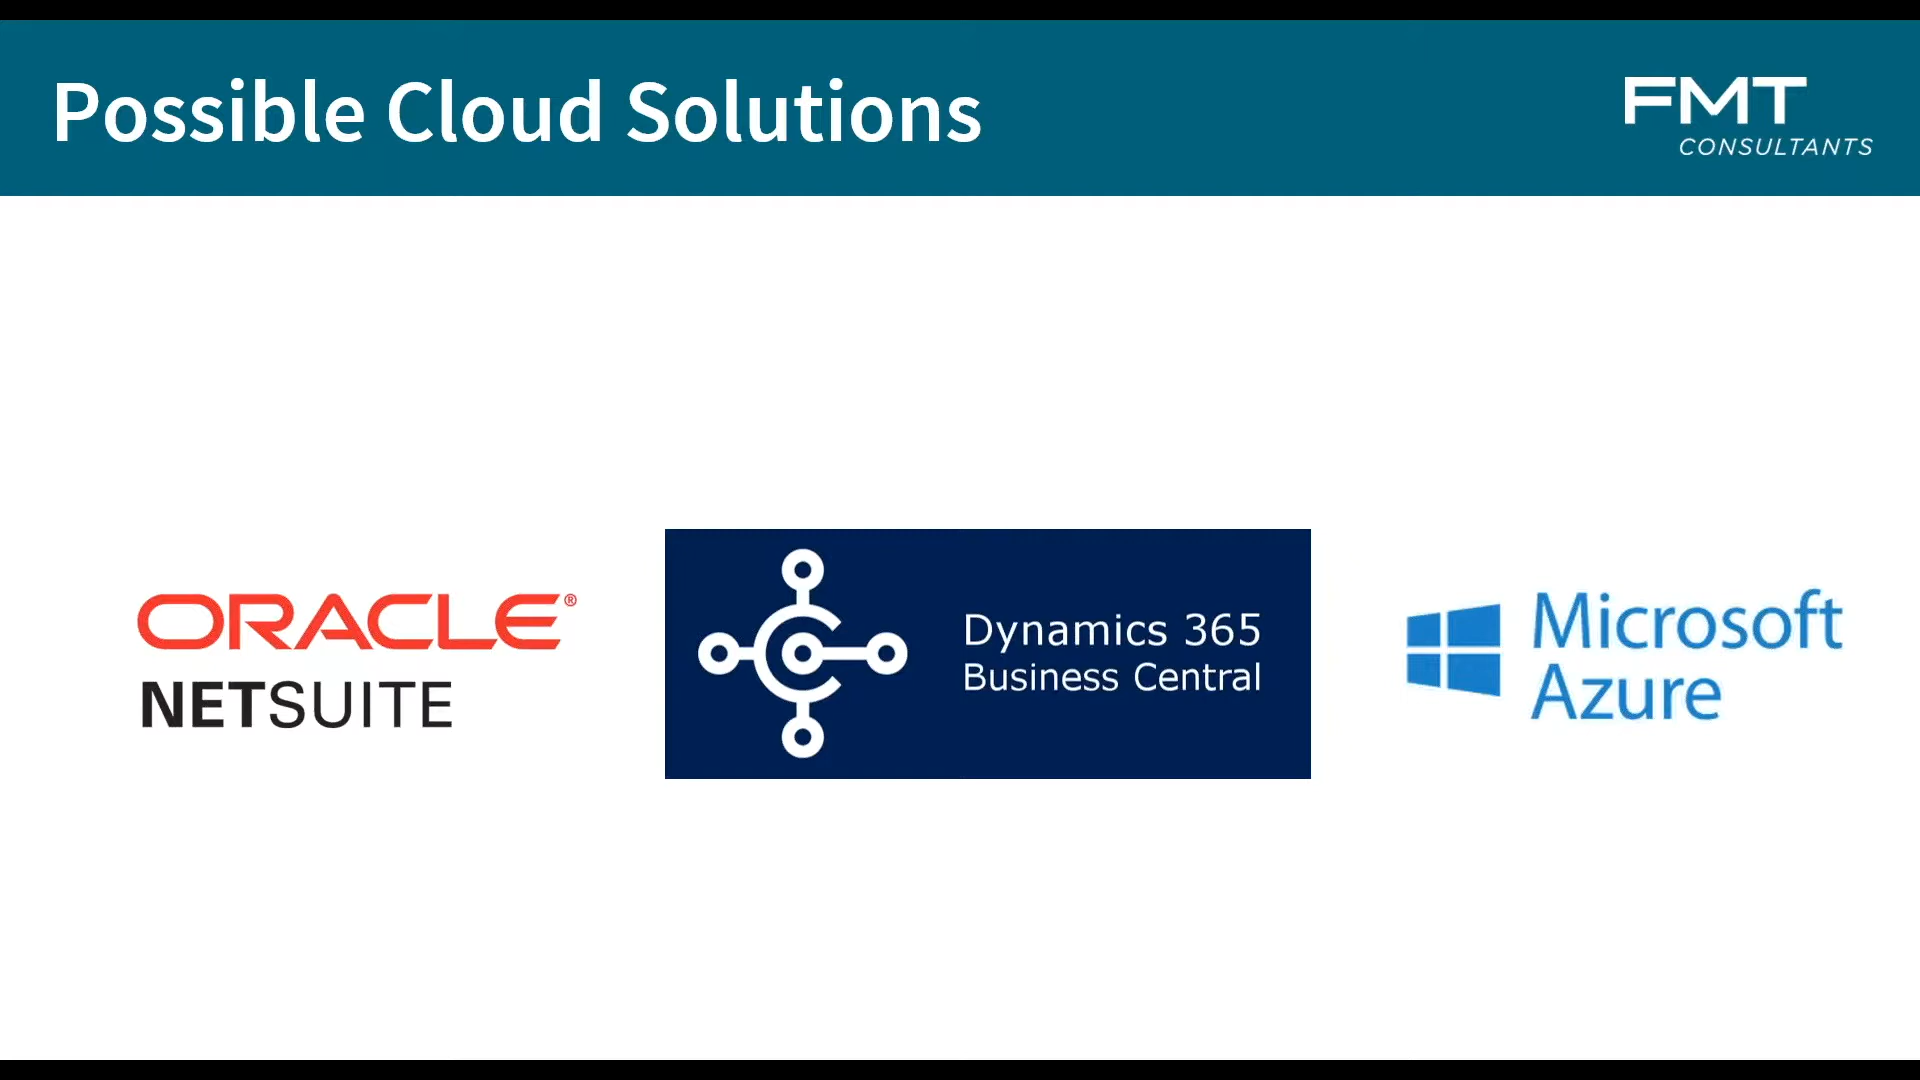 Possible Cloud Solutions
FMT
CONSULTANTS
ORACLE®
NETSUITE
Dynamics 365
Business Central
Microsoft
Azure